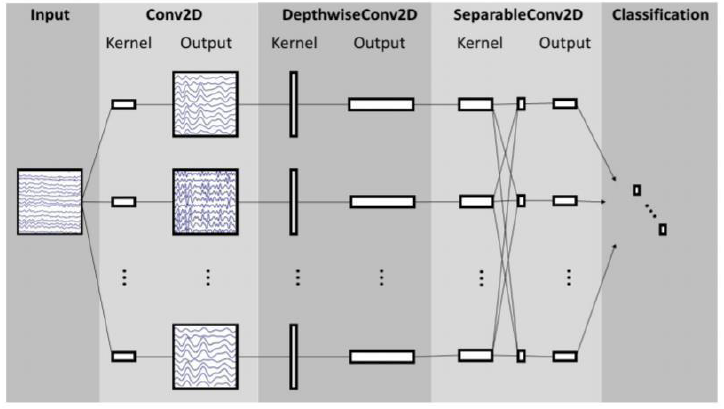 Input Conv2D DepthwiseConv2D SeparableConv2D Classification
Kernel Output Kernel Output Kernel Output